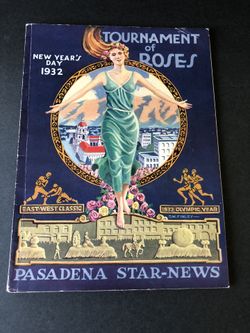 TOURNAMENT
of
ROSES
NEW YEAR'S
DAY
1932
EAST-WEST CLASSIC
1932 OLYMPIC YEAR
PASADENA STAR-NEWS